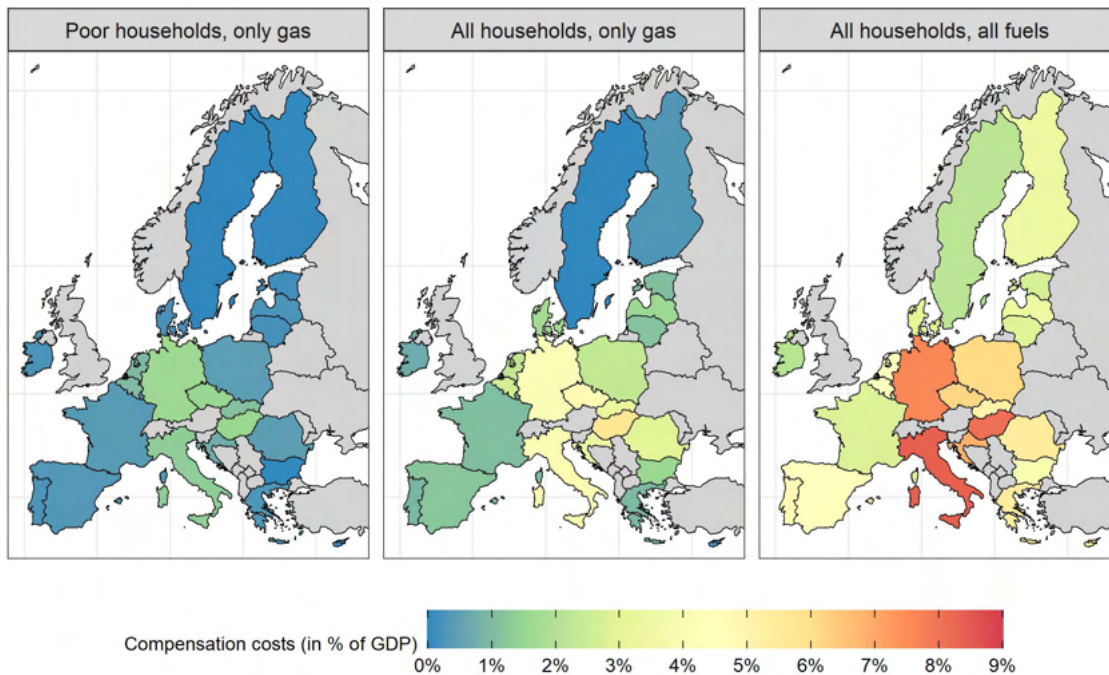 Poor households, only gas
All households, only gas
All households, all fuels
Compensation costs (in % of GDP)
0% 1% 2% 3% 4% 5% 6% 7% 8% 9%